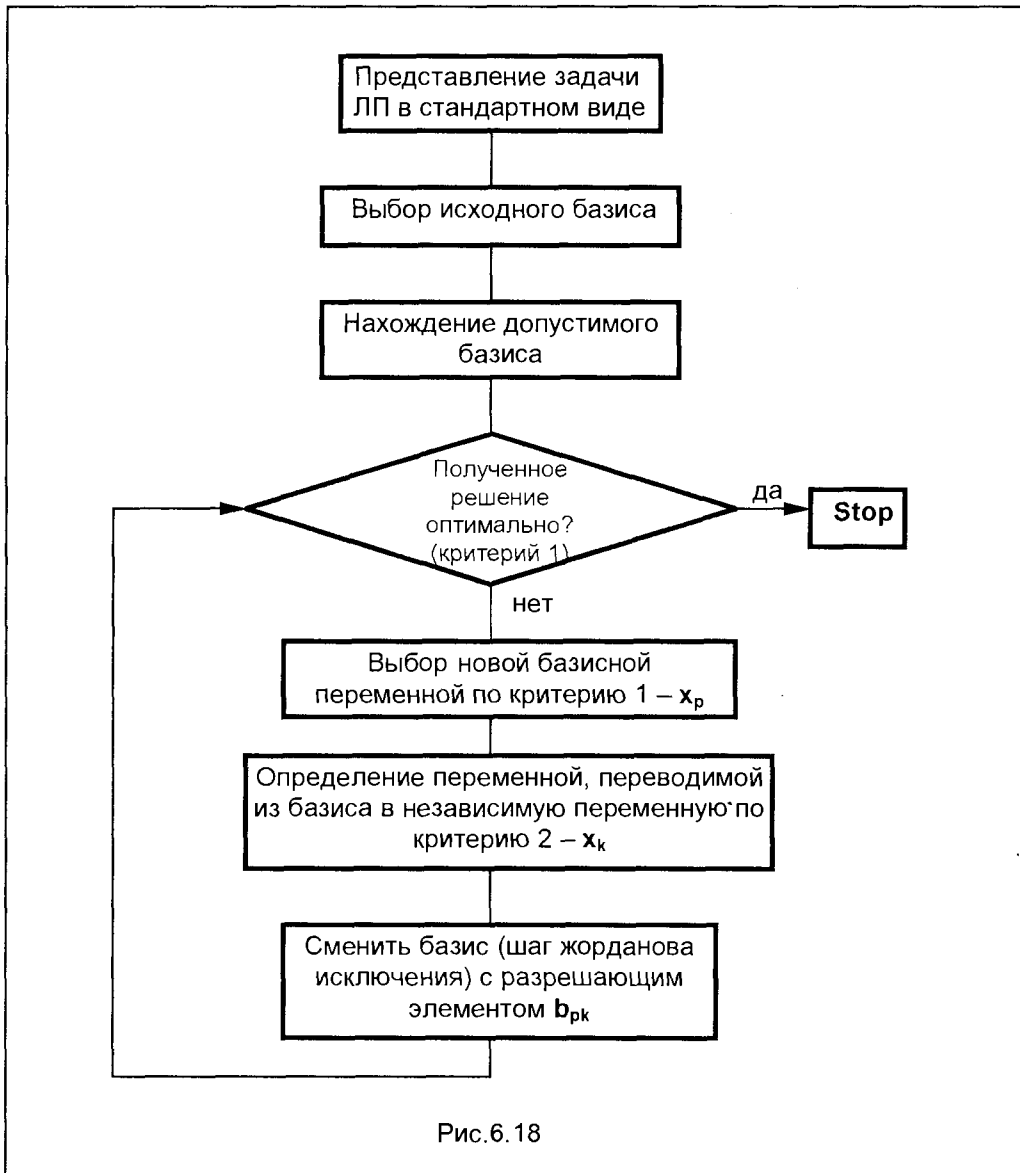 Представление задачи
ЛП в стандартном виде
Выбор исходного базиса
Нахождение допустимого
базиса
Полученное
решение
оптимально?
(критерий 1)
да
Stop
нет
Выбор новой базисной
переменной по критерию 1 – xₚ
Определение переменной, переводимой
из базиса в независимую переменную по
критерию 2 – xₖ
Сменить базис (шаг жорданова
исключения) с разрешающим
элементом bₚₖ
Рис.6.18